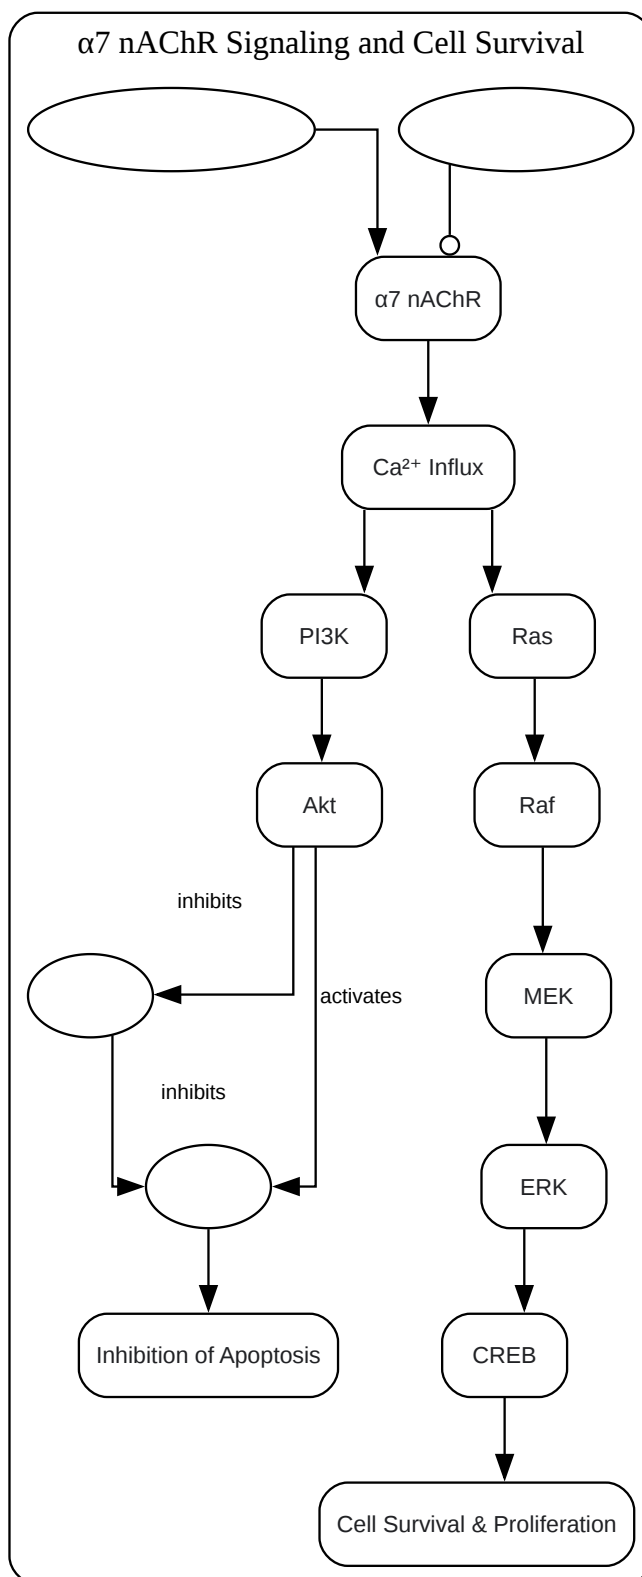 α7 nAChR Signaling and Cell Survival
α7 nAChR
Ca²⁺ Influx
PI3K
Ras
Akt
Raf
inhibits
MEK
activates
inhibits
ERK
Inhibition of Apoptosis
CREB
Cell Survival & Proliferation